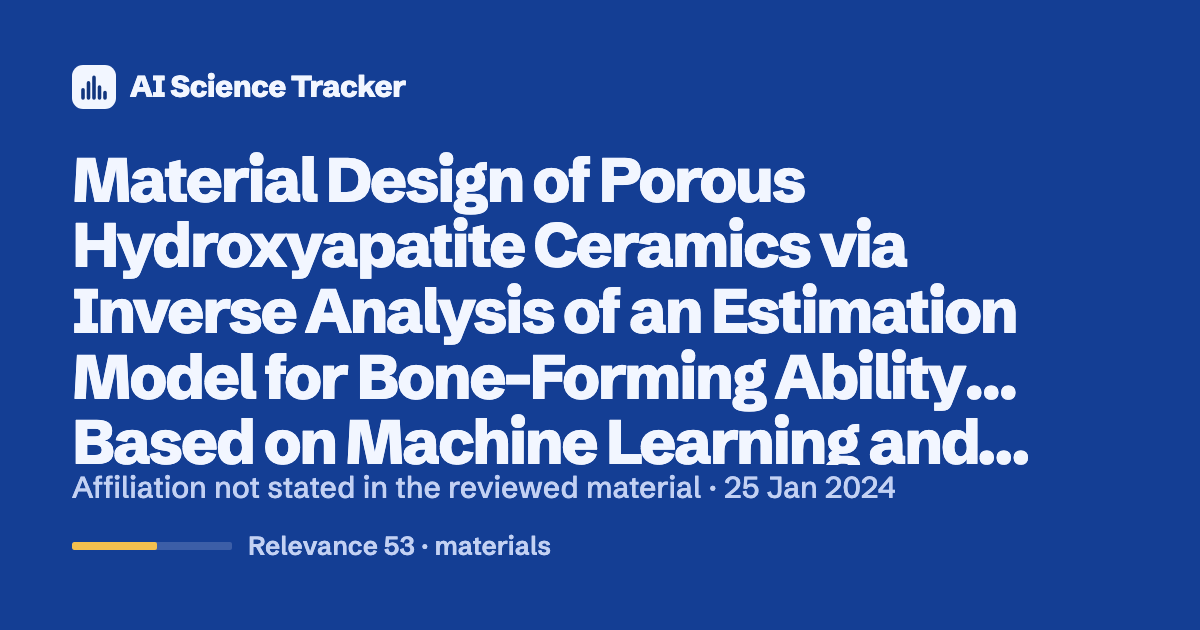 AI Science Tracker
Material Design of Porous
Hydroxyapatite Ceramics via
Inverse Analysis of an Estimation
Model for Bone-Forming Ability...
Based on Machine Learning and...
Affiliation not stated in the reviewed material · 25 Jan 2024
Relevance 53 · materials